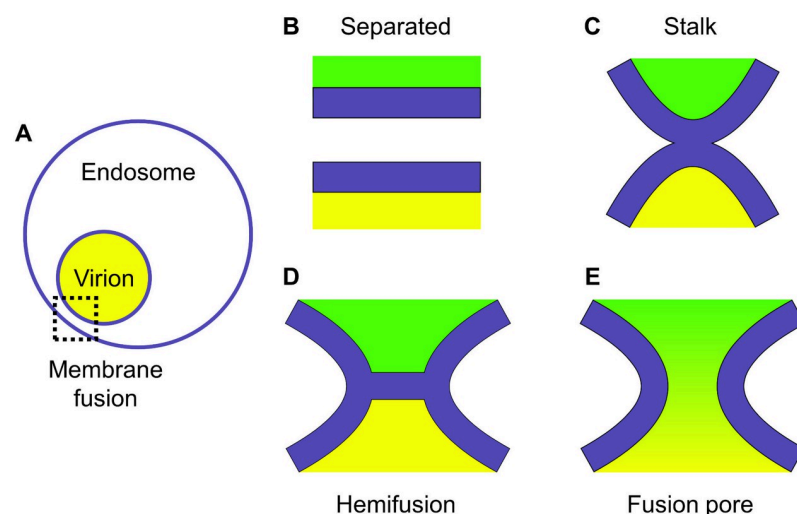 A
Endosome
Virion
Membrane
fusion
B
Separated
C
Stalk
D
Hemifusion
E
Fusion pore